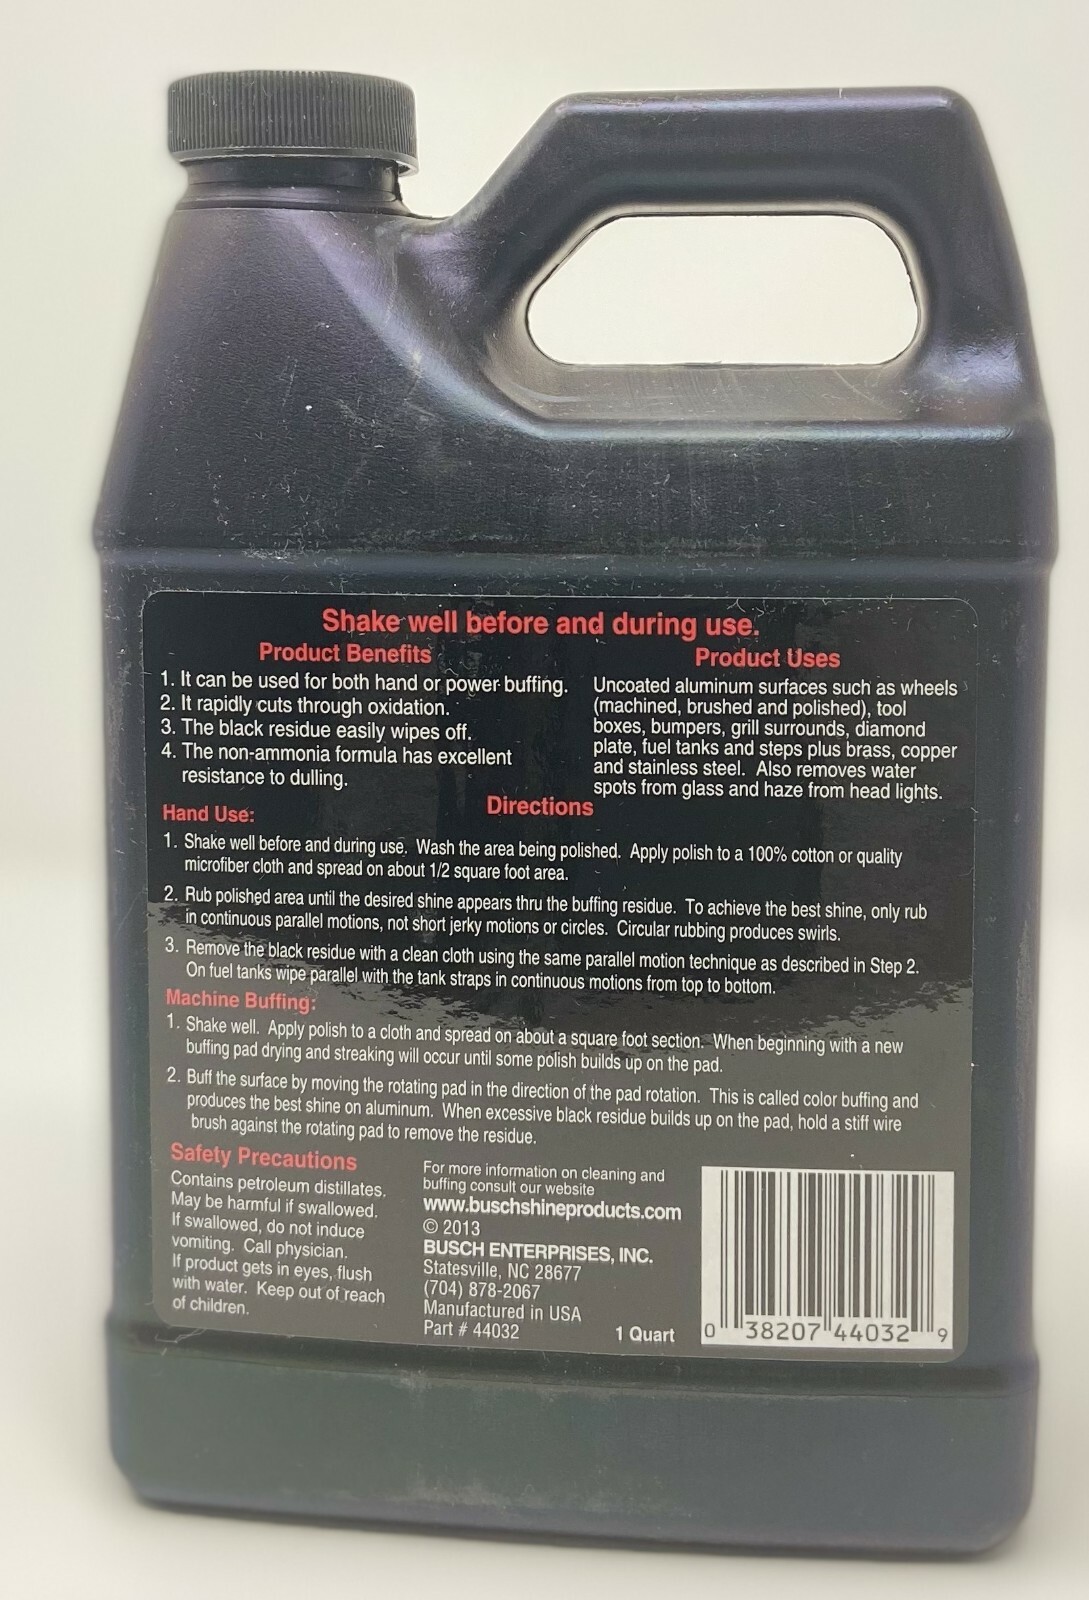 Shake well before and during use.
Product Benefits
1. It can be used for both hand or power buffing.
2. It rapidly cuts through oxidation.
3. The black residue easily wipes off.
4. The non-ammonia formula has excellent
resistance to dulling.
Product Uses
Uncoated aluminum surfaces such as wheels
(machined, brushed and polished), tool
boxes, bumpers, grill surrounds, diamond
plate, fuel tanks and steps plus brass, copper
and stainless steel. Also removes water
spots from glass and haze from head lights.
Directions
Hand Use:
1. Shake well before and during use. Wash the area being polished. Apply polish to a 100% cotton or quality
microfiber cloth and spread on about 1/2 square foot area.
2. Rub polished area until the desired shine appears thru the buffing residue. To achieve the best shine, only rub
in continuous parallel motions, not short jerky motions or circles. Circular rubbing produces swirls.
3. Remove the black residue with a clean cloth using the same parallel motion technique as described in Step 2.
On fuel tanks wipe parallel with the tank straps in continuous motions from top to bottom.
Machine Buffing:
1. Shake well. Apply polish to a cloth and spread on about a square foot section. When beginning with a new
buffing pad drying and streaking will occur until some polish builds up on the pad.
2. Buff the surface by moving the rotating pad in the direction of the pad rotation. This is called color buffing and
produces the best shine on aluminum. When excessive black residue builds up on the pad, hold a stiff wire
brush against the rotating pad to remove the residue.
Safety Precautions
Contains petroleum distillates.
May be harmful if swallowed.
If swallowed, do not induce
vomiting. Call physician.
If product gets in eyes, flush
with water. Keep out of reach
of children.
For more information on cleaning and
buffing consult our website
www.buschshineproducts.com
© 2013
BUSCH ENTERPRISES, INC.
Statesville, NC 28677
(704) 878-2067
Manufactured in USA
Part # 44032
1 Quart
0 38207 44032 9